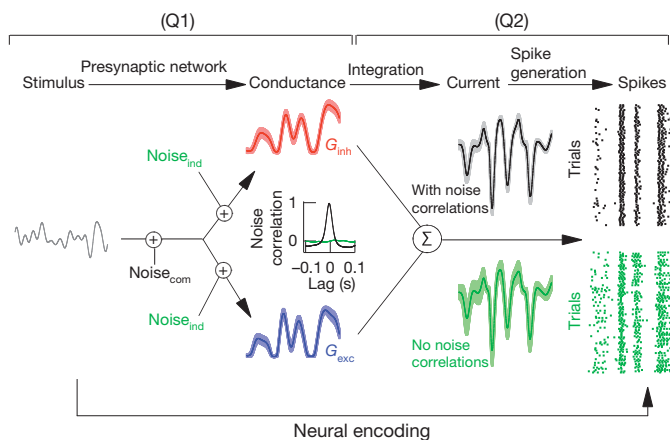 (Q1)
(Q2)
Stimulus
Presynaptic network
Conductance
Integration
Current
Spike
generation
Spikes
Noise_ind
G_inh
Noise_com
Noise_ind
G_exc
Noise
correlation
1
0
−0.1 0 0.1
Lag (s)
Σ
With noise
correlations
Trials
No noise
correlations
Trials
Neural encoding